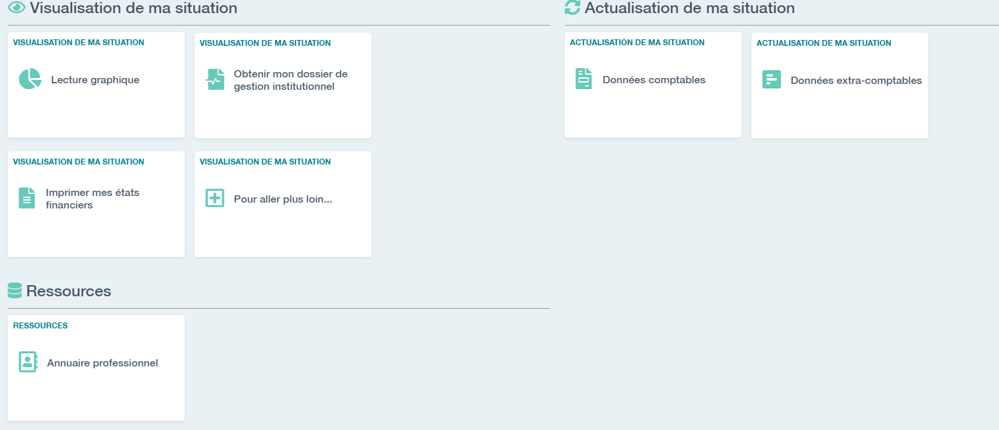 Visualisation de ma situation
VISUALISATION DE MA SITUATION
Lecture graphique
VISUALISATION DE MA SITUATION
Obtenir mon dossier de
gestion institutionnel
VISUALISATION DE MA SITUATION
Imprimer mes états
financiers
VISUALISATION DE MA SITUATION
Pour aller plus loin...
Actualisation de ma situation
ACTUALISATION DE MA SITUATION
Données comptables
ACTUALISATION DE MA SITUATION
Données extra-comptables
Ressources
RESSOURCES
Annuaire professionnel